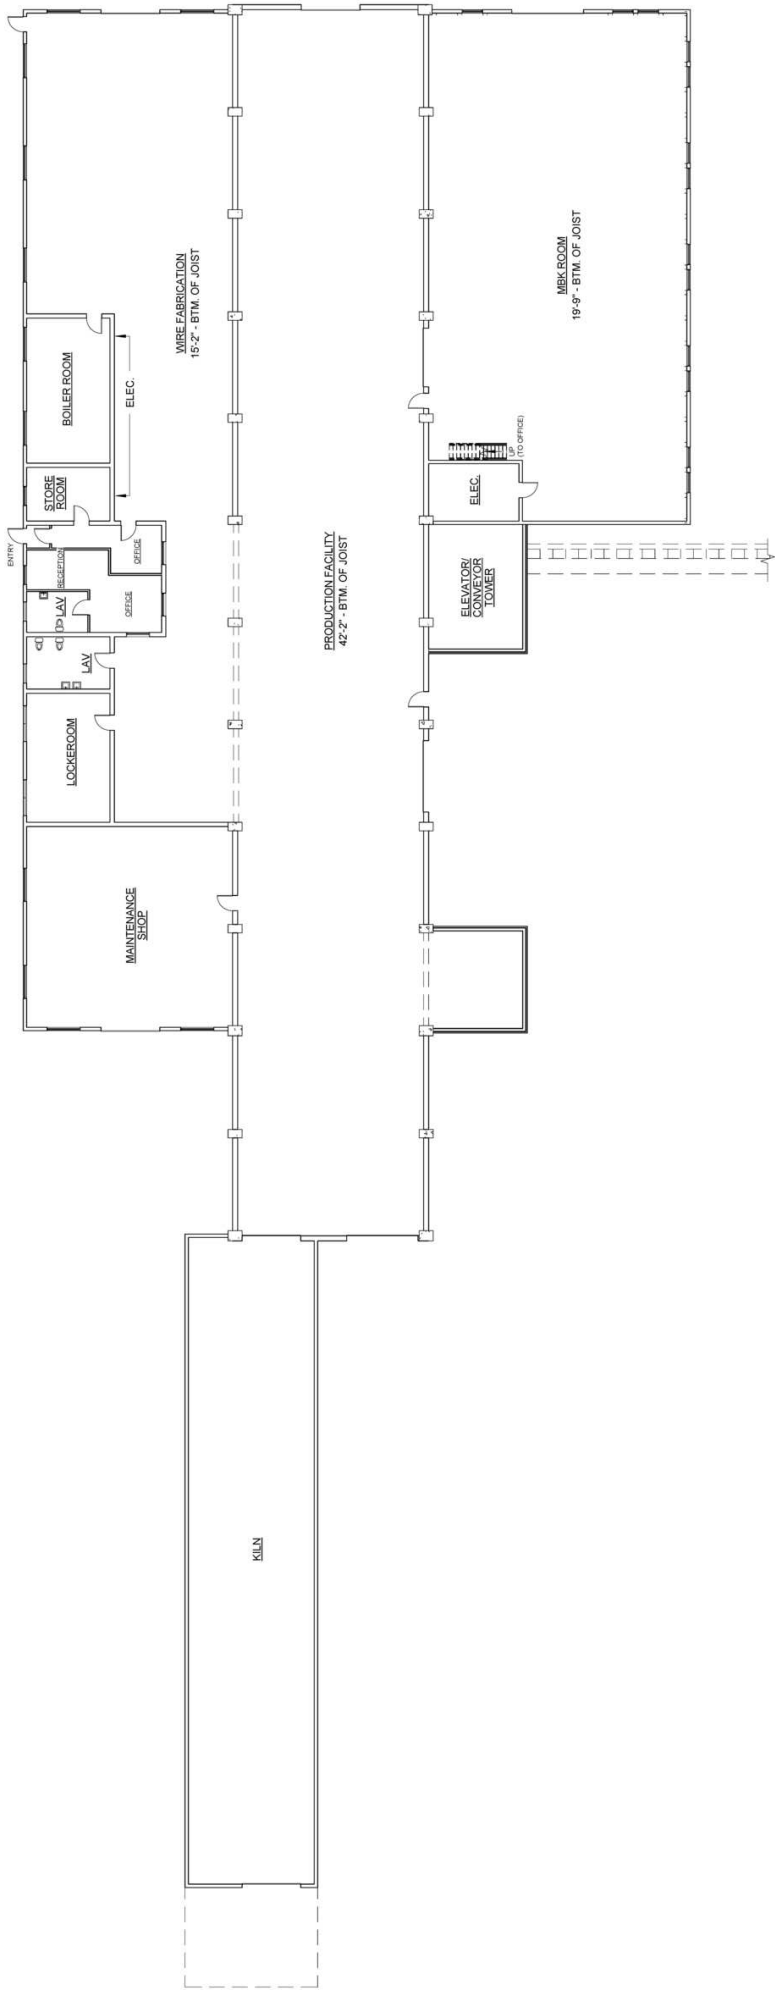 ENTRY
BOILER ROOM
ELEC.
STORE
ROOM
RECEPTION
OFFICE
LAV
OFFICE
LAV
LOCKEROOM
MAINTENANCE
SHOP
WIRE FABRICATION
15'-2" - BTM. OF JOIST
PRODUCTION FACILITY
42'-2" - BTM. OF JOIST
MBK ROOM
19'-9" - BTM. OF JOIST
UP
(TO OFFICE)
ELEC.
ELEVATOR/
CONVEYOR
TOWER
KILN